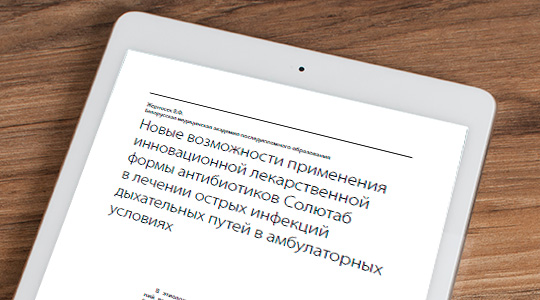 Жерносек В.Ф.
Белорусская медицинская академия последипломного образования
Новые возможности применения
инновационной лекарственной
формы антибиотиков Солютаб
в лечении острых инфекций
дыхательных путей в амбулаторных
условиях
В этиоло